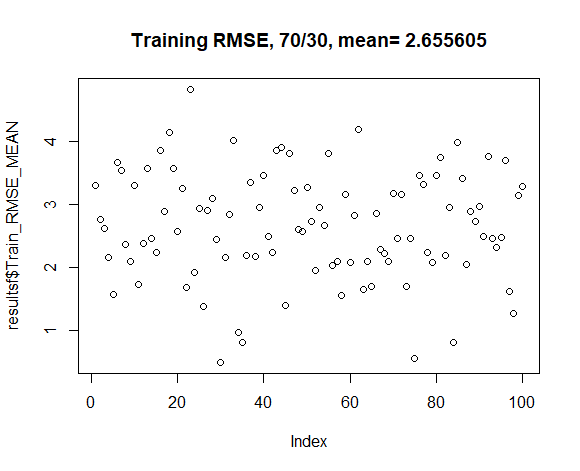 Training RMSE, 70/30, mean= 2.655605
resultsf$Train_RMSE_MEAN
4
3
2
1
0 20 40 60 80 100
Index